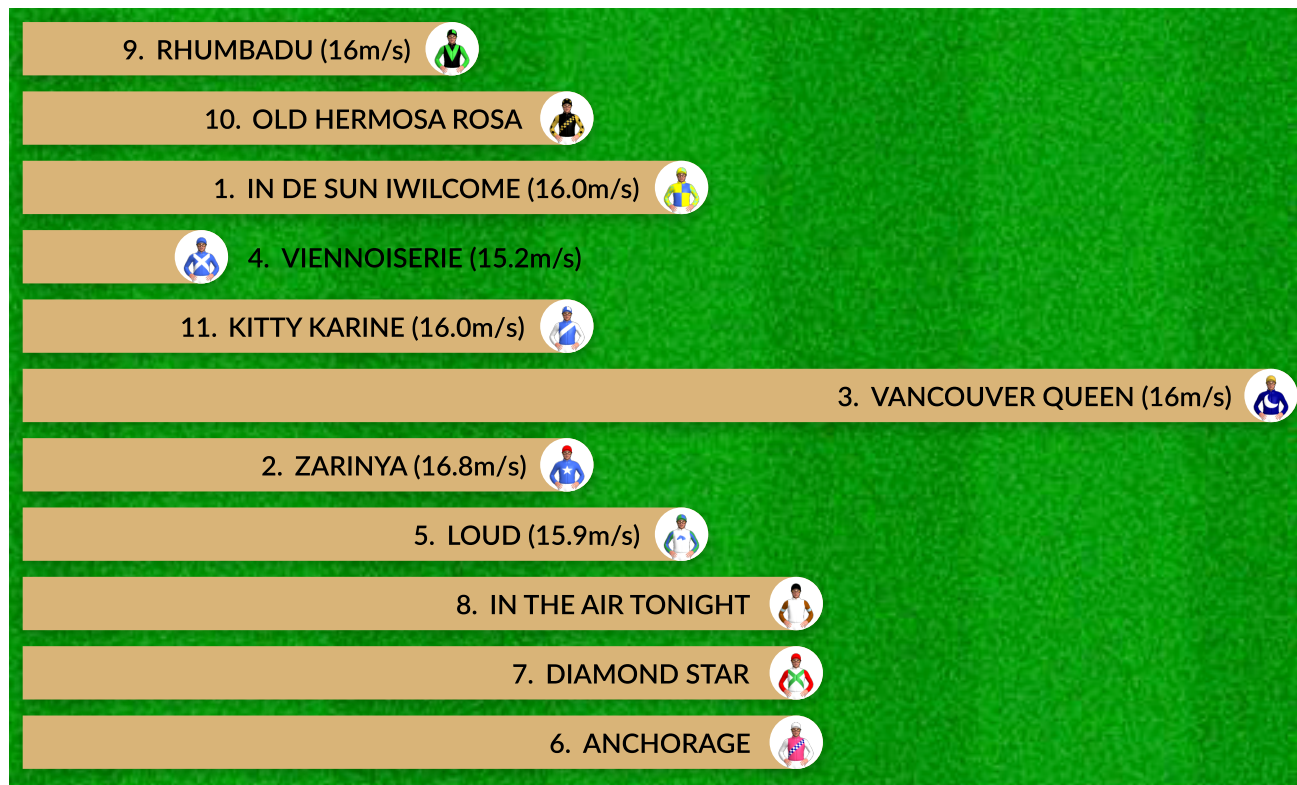 9. RHUMBADU (16m/s)
10. OLD HERMOSA ROSA
1. IN DE SUN IWILCOME (16.0m/s)
4. VIENNOISERIE (15.2m/s)
11. KITTY KARINE (16.0m/s)
3. VANCOUVER QUEEN (16m/s)
2. ZARINYA (16.8m/s)
5. LOUD (15.9m/s)
8. IN THE AIR TONIGHT
7. DIAMOND STAR
6. ANCHORAGE